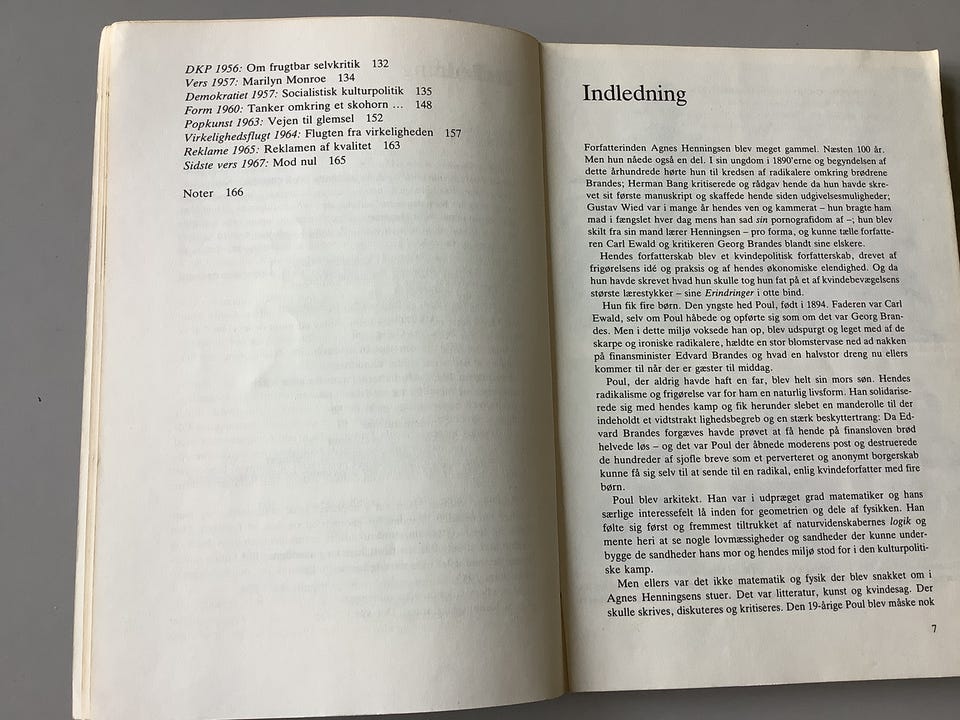 DKP 1956: Om frugtbar selvkritik 132
Vers 1957: Marilyn Monroe 134
Demokratiet 1957: Socialistisk kulturpolitik 135
Form 1960: Tanker omkring et skohorn ... 148
Popkunst 1963: Vejen til glemsel 152
Virkelighedsflugt 1964: Flugten fra virkeligheden 157
Reklame 1965: Reklamen af kvalitet 163
Sidste vers 1967: Mod nul 165
Noter 166
Indledning
Forfatterinden Agnes Henningsen blev meget gammel. Næsten 100 år.
Men hun nåede også en del. I sin ungdom i 1890'erne og begyndelsen af
dette århundrede hørte hun til kredsen af radikalere omkring brødrene
Brandes; Herman Bang kritiserede og rådgav hende da hun havde skre-
vet sit første manuskript og skaffede hende siden udgivelsesmuligheder;
Gustav Wied var i mange år hendes ven og kammerat – hun bragte ham
mad i fængslet hver dag mens han sad sin pornografidom af –; hun blev
skilt fra sin mand lærer Henningsen – pro forma, og kunne tælle forfatte-
ren Carl Ewald og kritikeren Georg Brandes blandt sine elskere.
Hendes forfatterskab blev et kvindepolitisk forfatterskab, drevet af
frigørelsens idé og praksis og af hendes økonomiske elendighed. Og da
hun havde skrevet hvad hun skulle tog hun fat på et af kvindebevægelsens
største lærestykker – sine Erindringer i otte bind.
Hun fik fire børn. Den yngste hed Poul, født i 1894. Faderen var Carl
Ewald, selv om Poul håbede og opførte sig som om det var Georg Bran-
des. Men i dette miljø voksede han op, blev udspurgt og leget med af de
skarpe og ironiske radikalere, hældte en stor blomstervase ned ad nakken
på finansminister Edvard Brandes og hvad en halvstor dreng nu ellers
kommer til når der er gæster til middag.
Poul, der aldrig havde haft en far, blev helt sin mors søn. Hendes
radikalisme og frigørelse var for ham en naturlig livsform. Han solidarise-
rede sig med hendes kamp og fik herunder slebet en manderolle til der
indeholdt et vidtstrakt lighedsbegreb og en stærk beskyttertrang: Da Ed-
vard Brandes forgæves havde prøvet at få hende på finansloven brød
helvede løs – og det var Poul der åbnede moderens post og destruerede
de hundreder af sjofle breve som et perverteret og anonymt borgerskab
kunne få sig selv til at sende til en radikal, enlig kvindeforfatter med fire
børn.
Poul blev arkitekt. Han var i udpræget grad matematiker og hans
særlige interessefelt lå inden for geometrien og dele af fysikken. Han
følte sig først og fremmest tiltrukket af naturvidenskabernes logik og
mente heri at se nogle lovmæssigheder og sandheder der kunne under-
bygge de sandheder hans mor og hendes miljø stod for i den kulturpoliti-
ske kamp.
Men ellers var det ikke matematik og fysik der blev snakket om i
Agnes Henningsens stuer. Det var litteratur, kunst og kvindesag. Der
skulle skrives, diskuteres og kritiseres. Den 19-årige Poul blev måske nok
7